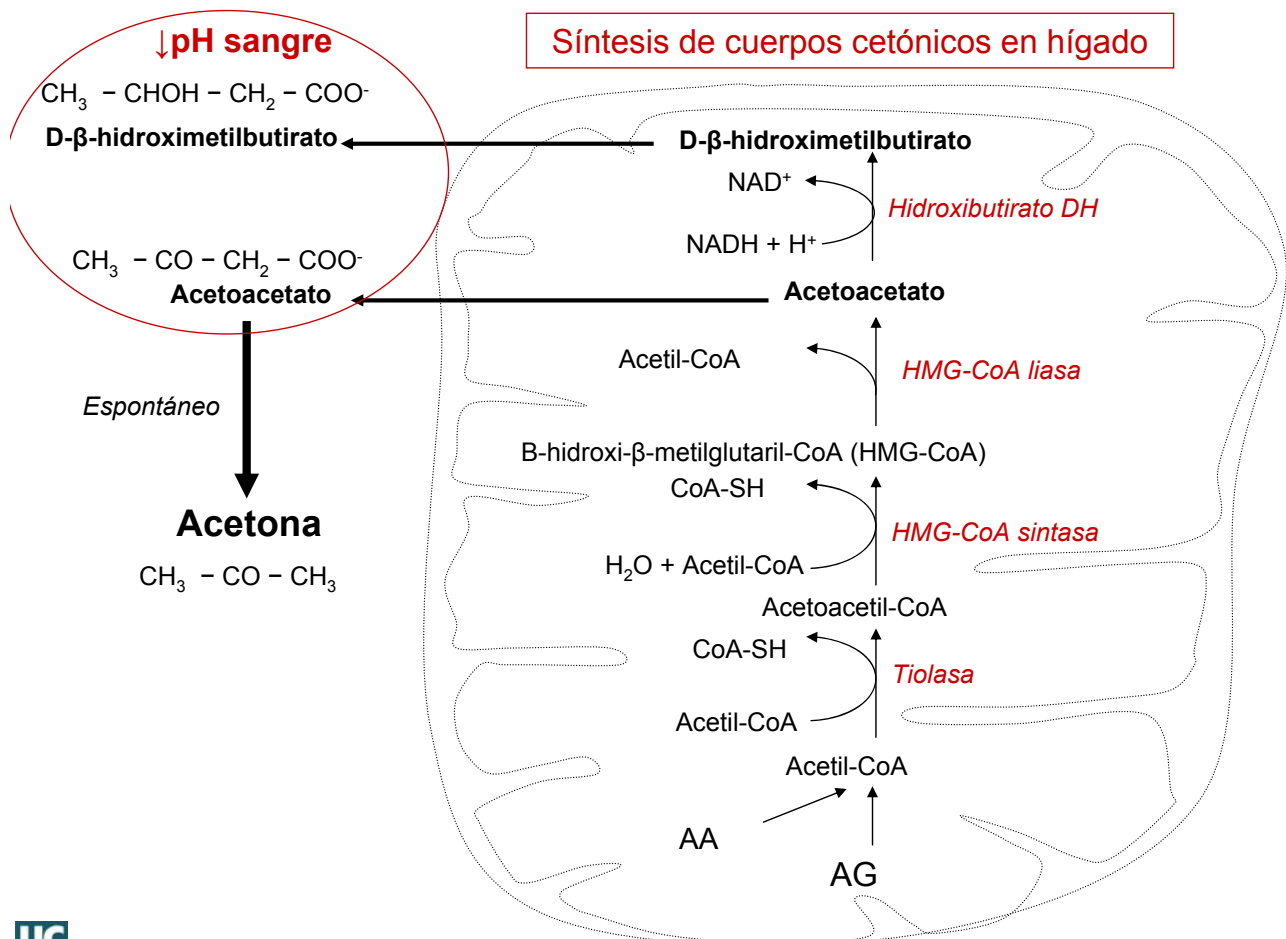 ↓pH sangre
Síntesis de cuerpos cetónicos en hígado
CH₃ − CHOH − CH₂ − COO⁻
D-β-hidroximetilbutirato
D-β-hidroximetilbutirato
NAD⁺
Hidroxibutirato DH
NADH + H⁺
CH₃ − CO − CH₂ − COO⁻
Acetoacetato
Acetoacetato
Acetil-CoA
HMG-CoA liasa
Espontáneo
B-hidroxi-β-metilglutaril-CoA (HMG-CoA)
CoA-SH
Acetona
HMG-CoA sintasa
H₂O + Acetil-CoA
CH₃ − CO − CH₃
Acetoacetil-CoA
CoA-SH
Tiolasa
Acetil-CoA
Acetil-CoA
AA
AG